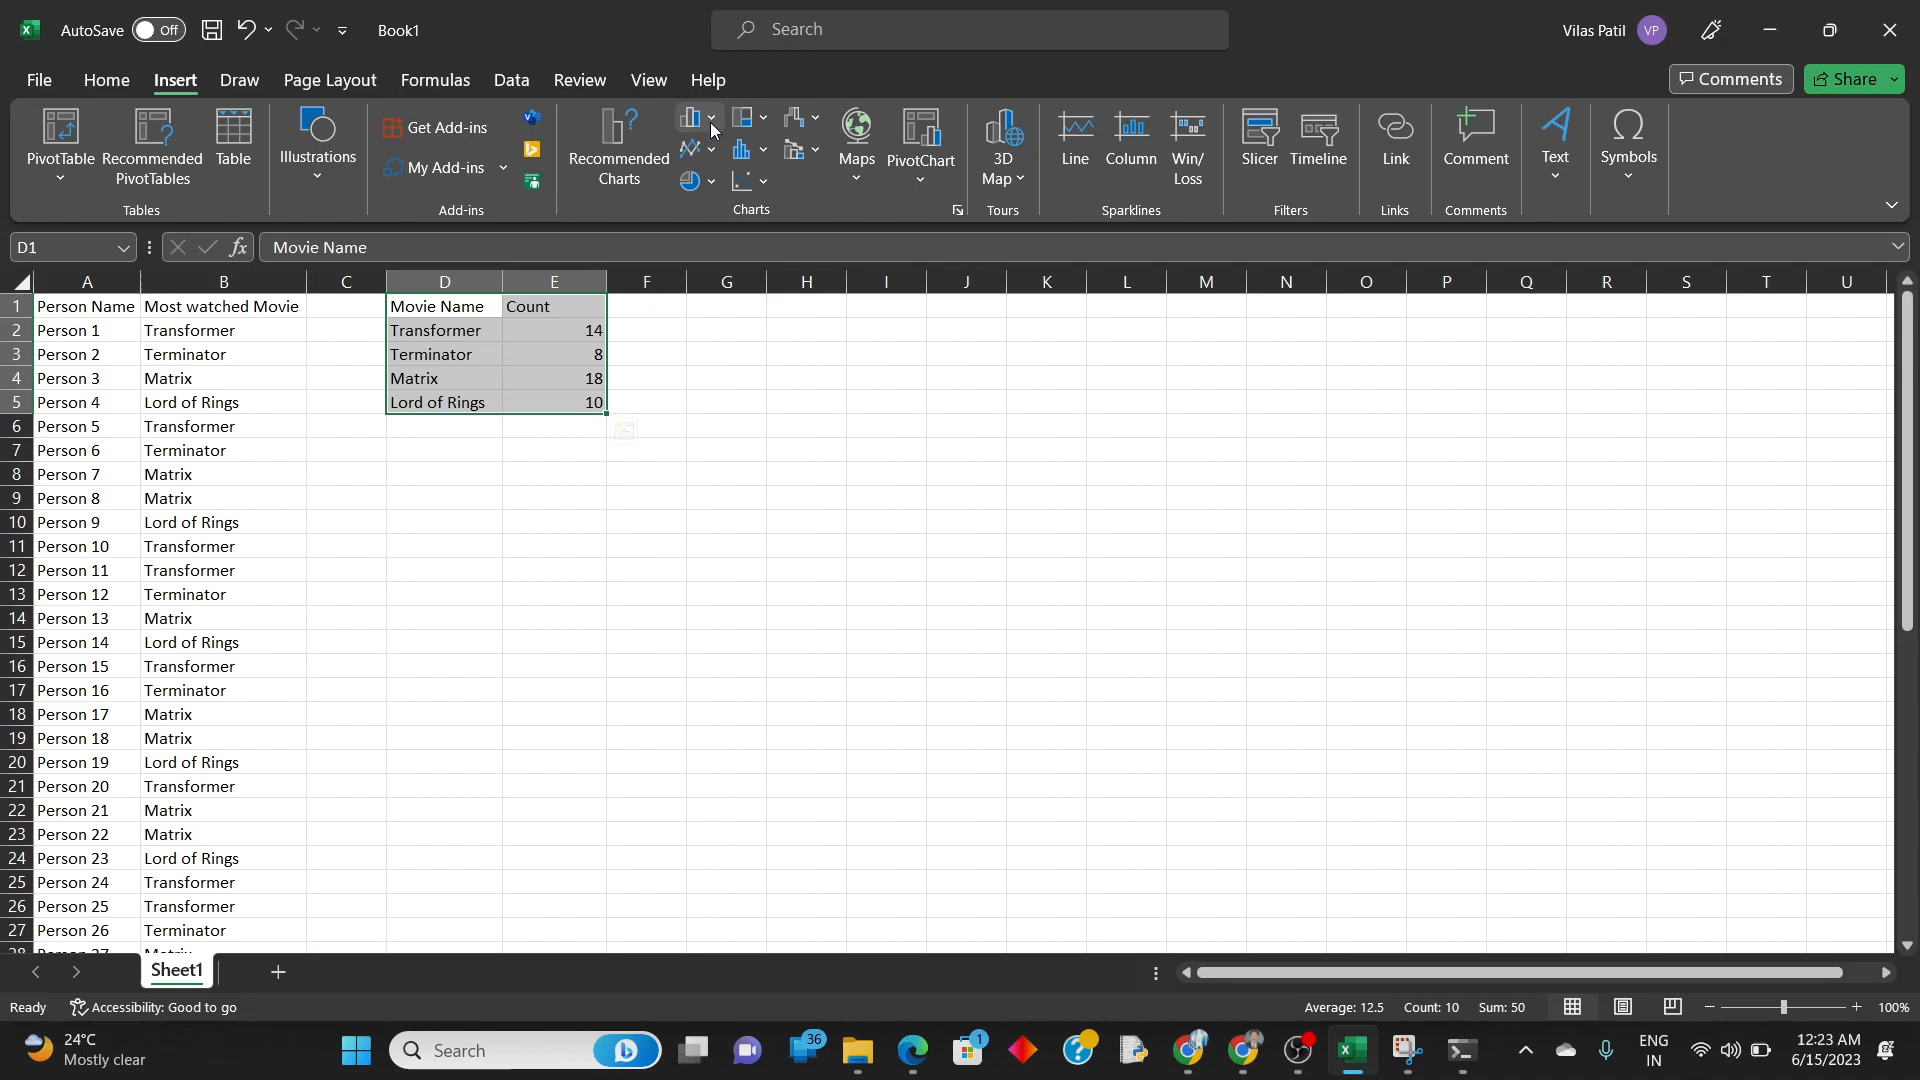 AutoSave Off Book1 Search Vilas Patil VP
File Home Insert Draw Page Layout Formulas Data Review View Help Comments Share
PivotTable Recommended PivotTables Table Illustrations Get Add-ins My Add-ins Recommended Charts Maps PivotChart 3D Map Line Column Win/Loss Slicer Timeline Link Comment Text Symbols
Tables Add-ins Charts Tours Sparklines Filters Links Comments
D1 fx Movie Name
A B C D E F G H I J K L M N O P Q R S T U
1 Person Name Most watched Movie Movie Name Count
2 Person 1 Transformer Transformer 14
3 Person 2 Terminator Terminator 8
4 Person 3 Matrix Matrix 18
5 Person 4 Lord of Rings Lord of Rings 10
6 Person 5 Transformer
7 Person 6 Terminator
8 Person 7 Matrix
9 Person 8 Matrix
10 Person 9 Lord of Rings
11 Person 10 Transformer
12 Person 11 Transformer
13 Person 12 Terminator
14 Person 13 Matrix
15 Person 14 Lord of Rings
16 Person 15 Transformer
17 Person 16 Terminator
18 Person 17 Matrix
19 Person 18 Matrix
20 Person 19 Lord of Rings
21 Person 20 Transformer
22 Person 21 Matrix
23 Person 22 Matrix
24 Person 23 Lord of Rings
25 Person 24 Transformer
26 Person 25 Transformer
27 Person 26 Terminator
28 Person 27 Matrix
Sheet1
Ready Accessibility: Good to go Average: 12.5 Count: 10 Sum: 50 100%
24°C
Mostly clear
Search
36
1
ENG
IN
12:23 AM
6/15/2023